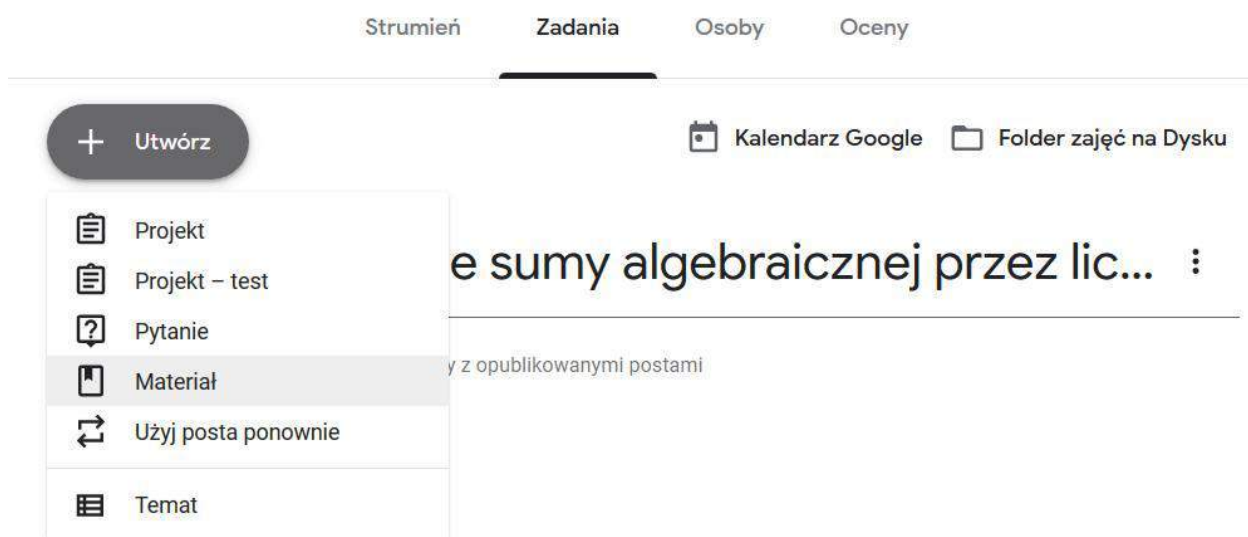 Strumień Zadania Osoby Oceny
Utwórz Kalendarz Google Folder zajęć na Dysku
Projekt
e sumy algebraicznej przez lic...
Projekt – test
Pytanie
y z opublikowanymi postami
Materiał
Użyj posta ponownie
Temat